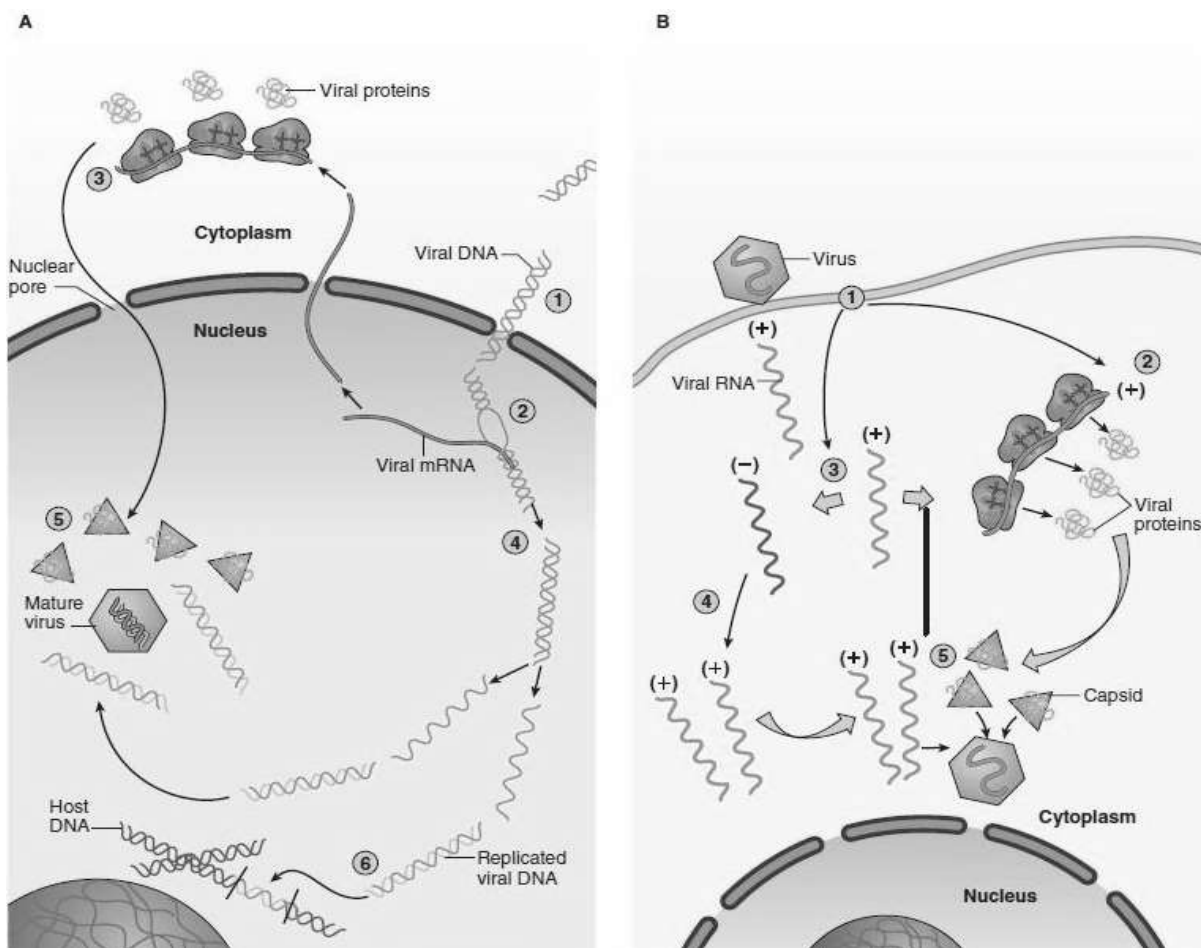 A
Viral proteins
3
Cytoplasm
Viral DNA
Nuclear
pore
1
Nucleus
2
Viral mRNA
5
4
Mature
virus
Host
DNA
6
Replicated
viral DNA
B
Virus
1
(+)
2
(+)
Viral RNA
(+)
3
(−)
Viral
proteins
4
(+)
(+)
(+)
(+)
5
Capsid
Cytoplasm
Nucleus